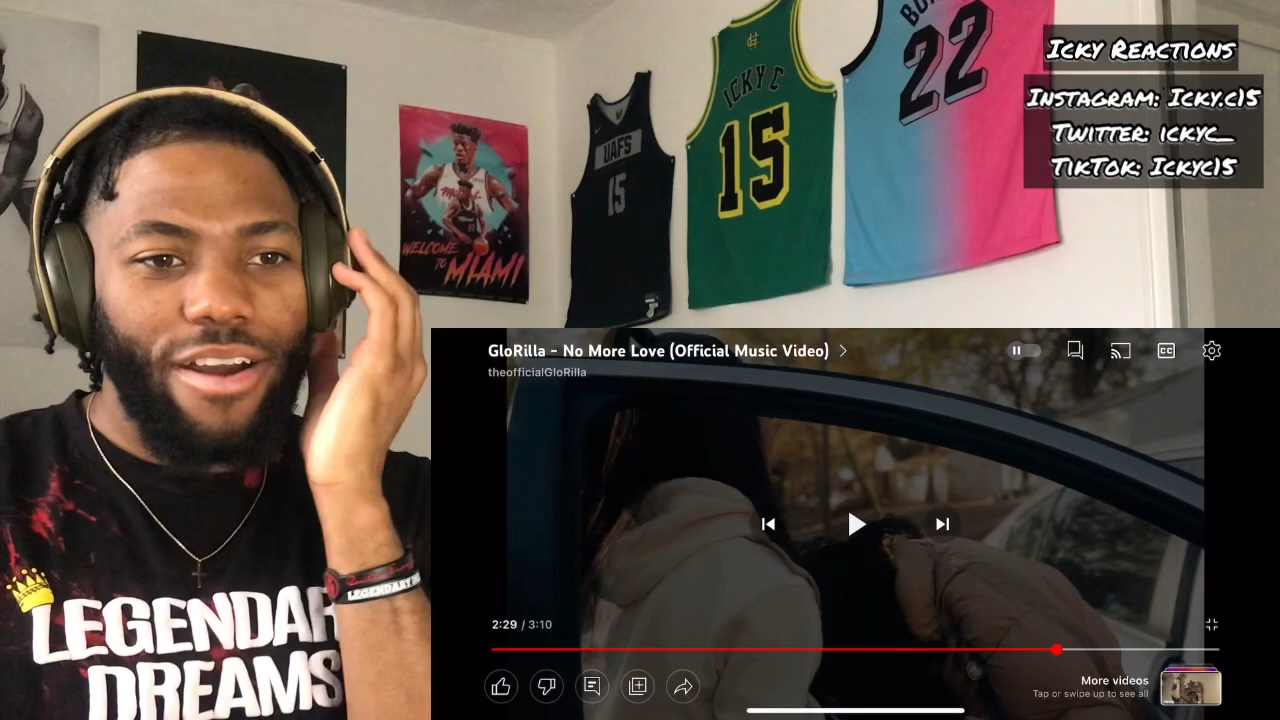 ICKY REACTIONS
INSTAGRAM: ICKY.C15
TWITTER: ICKYC_
TIKTOK: ICKYC15
ICKY C
15
22
UAFS
15
WELCOME
TO
MIAMI
GloRilla - No More Love (Official Music Video)
theofficialGloRilla
CC
2:29 / 3:10
More videos
Tap or swipe up to see all
LEGENDAR
DREAMS